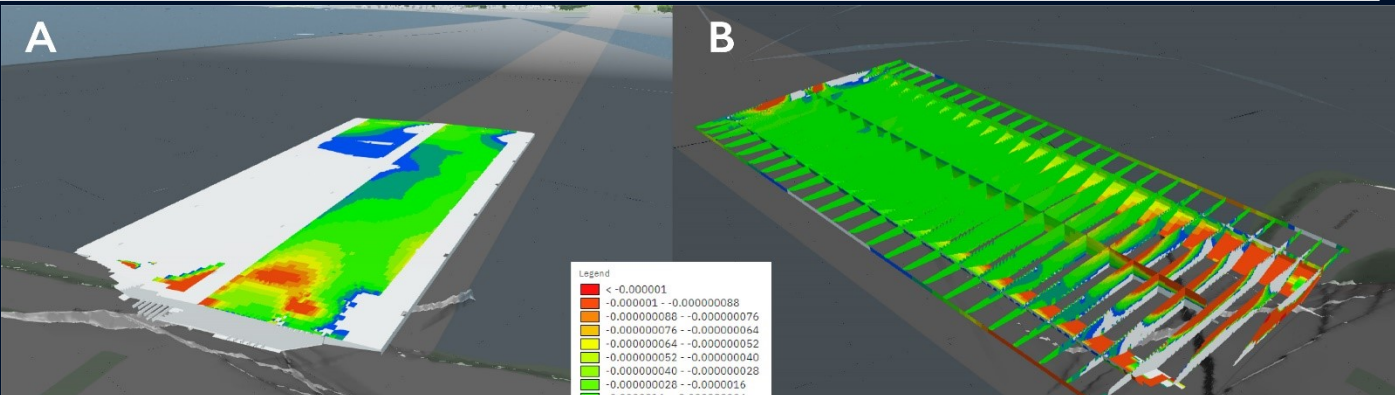 A
B
Legend
< -0.000001
-0.000001 - -0.000000088
-0.000000088 - -0.000000076
-0.000000076 - -0.000000064
-0.000000064 - -0.000000052
-0.000000052 - -0.000000040
-0.000000040 - -0.000000028
-0.000000028 - -0.0000016